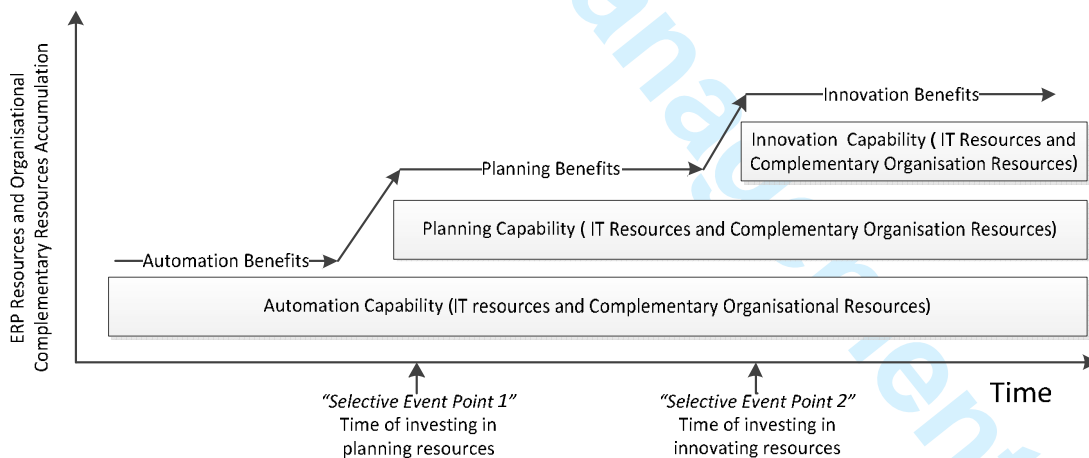 ERP Resources and Organisational
Complementary Resources Accumulation
Innovation Benefits
Innovation Capability ( IT Resources and
Complementary Organisation Resources)
Planning Benefits
Planning Capability ( IT Resources and Complementary Organisation Resources)
Automation Benefits
Automation Capability (IT resources and Complementary Organisational Resources)
Time
“Selective Event Point 1”
Time of investing in
planning resources
“Selective Event Point 2”
Time of investing in
innovating resources